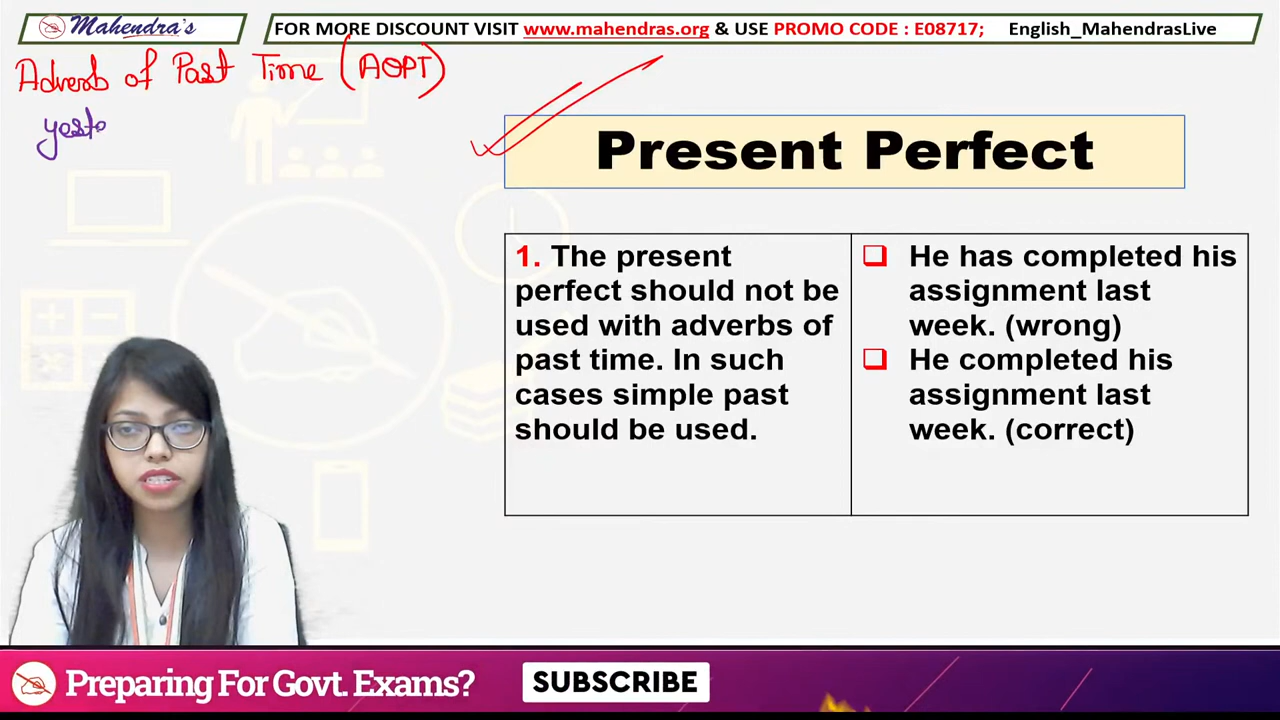 Mahendra's
FOR MORE DISCOUNT VISIT www.mahendras.org & USE PROMO CODE : E08717; English_MahendrasLive
Adverb of Past Time (AOPT)
yeste
Present Perfect
1. The present
perfect should not be
used with adverbs of
past time. In such
cases simple past
should be used.
❑ He has completed his
assignment last
week. (wrong)
❑ He completed his
assignment last
week. (correct)
Preparing For Govt. Exams?
SUBSCRIBE